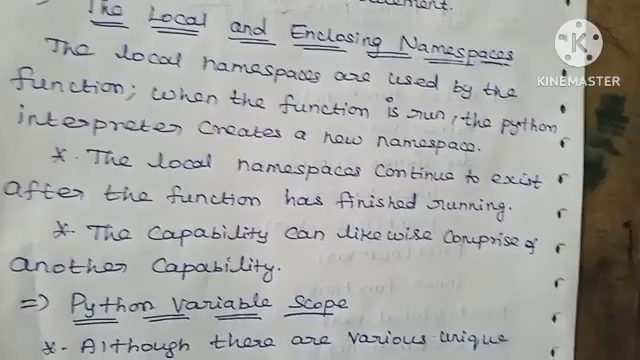 The Local and Enclosing Namespaces
The local namespaces are used by the
function; when the function is run, the python
interpreter creates a new namespace.
*. The local namespaces continue to exist
after the function has finished running.
*. The capability can likewise comprise of
another capability.
=> Python Variable Scope
*. Although there are various unique
KINEMASTER